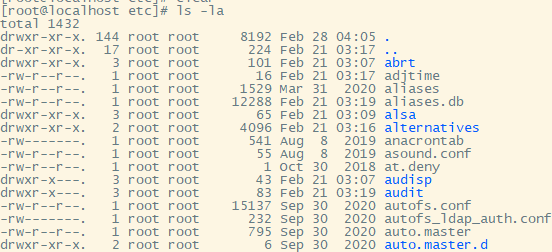 [root@localhost etc]# ls -la
total 1432
drwxr-xr-x. 144 root root     8192 Feb 28 04:05 .
dr-xr-xr-x.  17 root root      224 Feb 21 03:17 ..
drwxr-xr-x.   3 root root      101 Feb 21 03:07 abrt
-rw-r--r--.   1 root root       16 Feb 21 03:17 adjtime
-rw-r--r--.   1 root root     1529 Mar 31  2020 aliases
-rw-r--r--.   1 root root    12288 Feb 21 03:19 aliases.db
drwxr-xr-x.   3 root root       65 Feb 21 03:09 alsa
drwxr-xr-x.   2 root root     4096 Feb 21 03:16 alternatives
-rw-------.   1 root root      541 Aug  8  2019 anacrontab
-rw-r--r--.   1 root root       55 Aug  8  2019 asound.conf
-rw-r--r--.   1 root root        1 Oct 30  2018 at.deny
drwxr-x---.   3 root root       43 Feb 21 03:07 audisp
drwxr-x---.   3 root root       83 Feb 21 03:19 audit
-rw-r--r--.   1 root root    15137 Sep 30  2020 autofs.conf
-rw-------.   1 root root      232 Sep 30  2020 autofs_ldap_auth.conf
-rw-r--r--.   1 root root      795 Sep 30  2020 auto.master
drwxr-xr-x.   2 root root        6 Sep 30  2020 auto.master.d